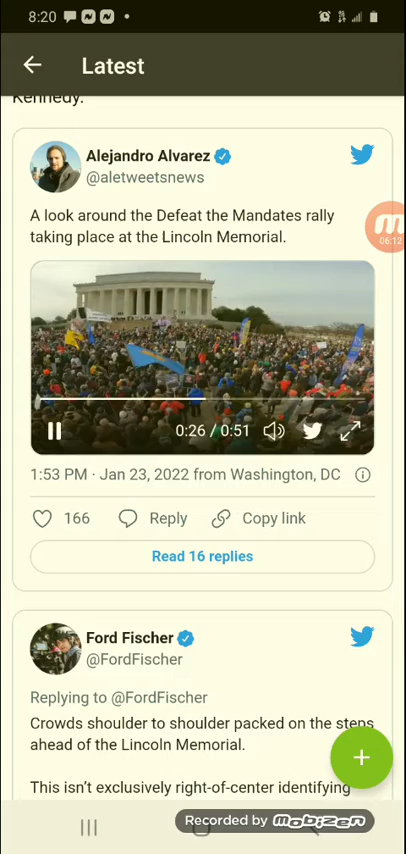 8:20
Latest
Kennedy.
Alejandro Alvarez
@aletweetsnews
A look around the Defeat the Mandates rally
taking place at the Lincoln Memorial.
06:12
0:26 / 0:51
1:53 PM · Jan 23, 2022 from Washington, DC
166 Reply Copy link
Read 16 replies
Ford Fischer
@FordFischer
Replying to @FordFischer
Crowds shoulder to shoulder packed on the steps
ahead of the Lincoln Memorial.
This isn't exclusively right-of-center identifying
Recorded by mobizen